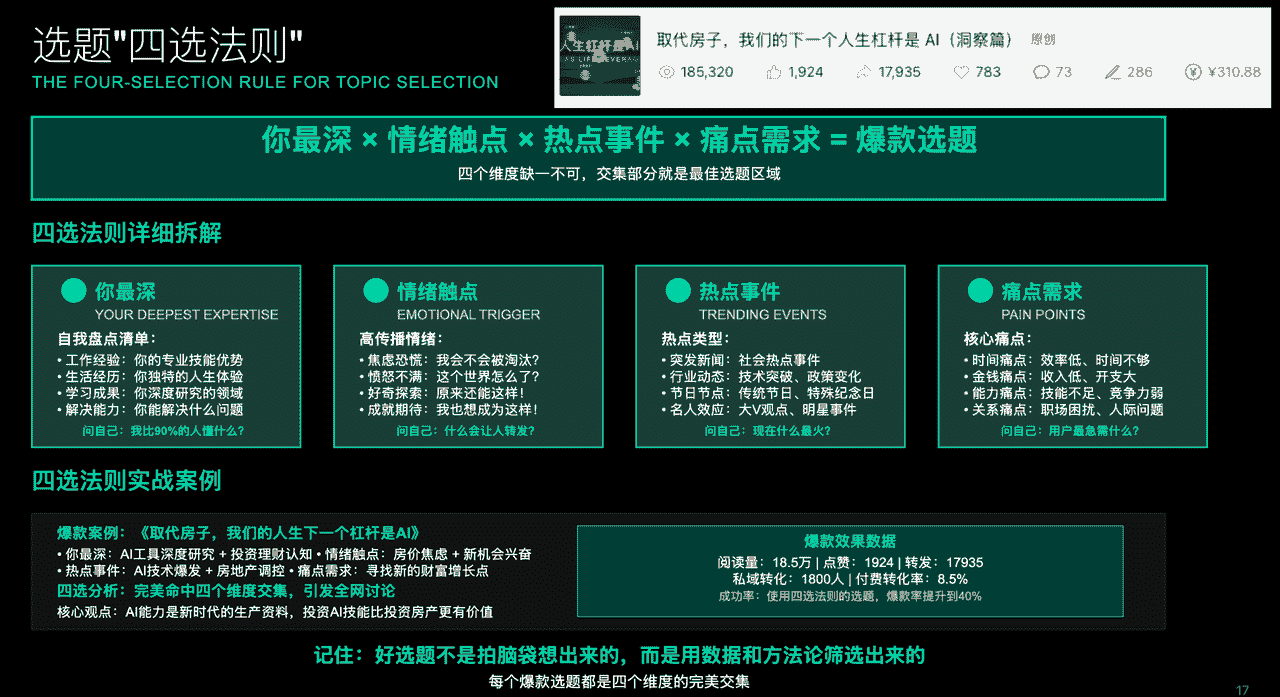 选题"四选法则"
THE FOUR-SELECTION RULE FOR TOPIC SELECTION
取代房子，我们的下一个人生杠杆是 AI（洞察篇） 原创
185,320 1,924 17,935 783 73 286 ¥310.88
你最深 × 情绪触点 × 热点事件 × 痛点需求 = 爆款选题
四个维度缺一不可，交集部分就是最佳选题区域
四选法则详细拆解
你最深
YOUR DEEPEST EXPERTISE
自我盘点清单：
• 工作经验：你的专业技能优势
• 生活经历：你独特的人生体验
• 学习成果：你深度研究的领域
• 解决能力：你能解决什么问题
问自己：我比90%的人懂什么？
情绪触点
EMOTIONAL TRIGGER
高传播情绪：
• 焦虑恐慌：我会不会被淘汰？
• 愤怒不满：这个世界怎么了？
• 好奇探索：原来还能这样！
• 成就期待：我也想成为这样！
问自己：什么会让人转发？
热点事件
TRENDING EVENTS
热点类型：
• 突发新闻：社会热点事件
• 行业动态：技术突破、政策变化
• 节日节点：传统节日、特殊纪念日
• 名人效应：大V观点、明星事件
问自己：现在什么最火？
痛点需求
PAIN POINTS
核心痛点：
• 时间痛点：效率低、时间不够
• 金钱痛点：收入低、开支大
• 能力痛点：技能不足、竞争力弱
• 关系痛点：职场困扰、人际问题
问自己：用户最急需什么？
四选法则实战案例
爆款案例：《取代房子，我们的人生下一个杠杆是AI》
• 你最深：AI工具深度研究 + 投资理财认知 • 情绪触点：房价焦虑 + 新机会兴奋
• 热点事件：AI技术爆发 + 房地产调控 • 痛点需求：寻找新的财富增长点
四选分析：完美命中四个维度交集，引发全网讨论
核心观点：AI能力是新时代的生产资料，投资AI技能比投资房产更有价值
爆款效果数据
阅读量：18.5万 | 点赞：1924 | 转发：17935
私域转化：1800人 | 付费转化率：8.5%
成功率：使用四选法则的选题，爆款率提升到40%
记住：好选题不是拍脑袋想出来的，而是用数据和方法论筛选出来的
每个爆款选题都是四个维度的完美交集
17